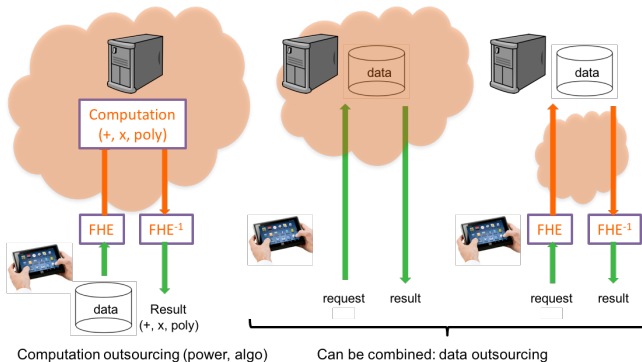 Computation
(+, x, poly)
FHE
FHE-1
data
Result
(+, x, poly)
Computation outsourcing (power, algo)
data
request
result
data
FHE
FHE-1
request
result
Can be combined: data outsourcing